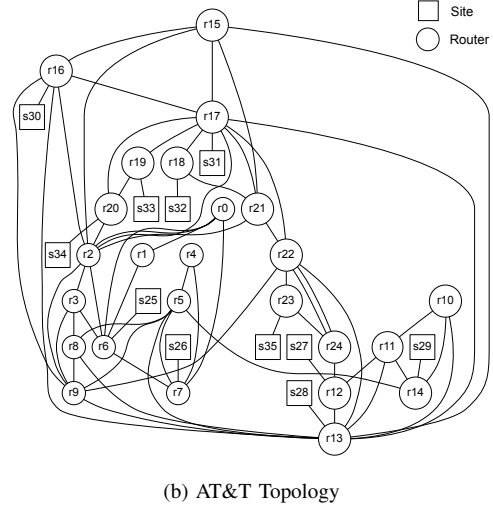 Site
r15
Router
r16
s30
r17
r19
r18
s31
r20
s33
s32
r0
r21
s34
r2
r1
r4
r22
r3
s25
r5
r23
r10
r8
r6
s26
s35
s27
r24
r11
s29
r9
r7
s28
r12
r14
r13
(b) AT&T Topology